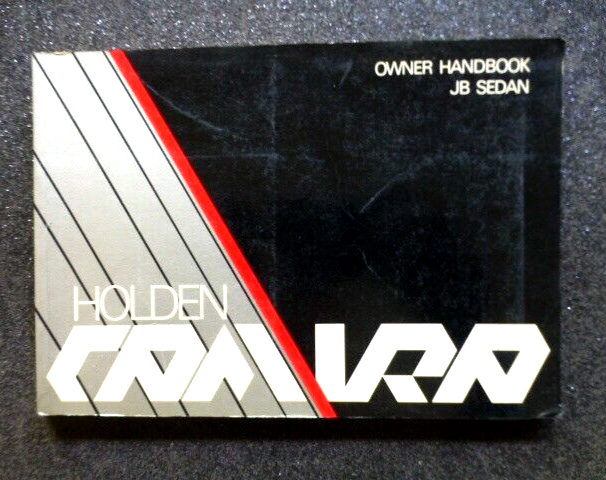 OWNER HANDBOOK
JB SEDAN
HOLDEN
CAMIRA